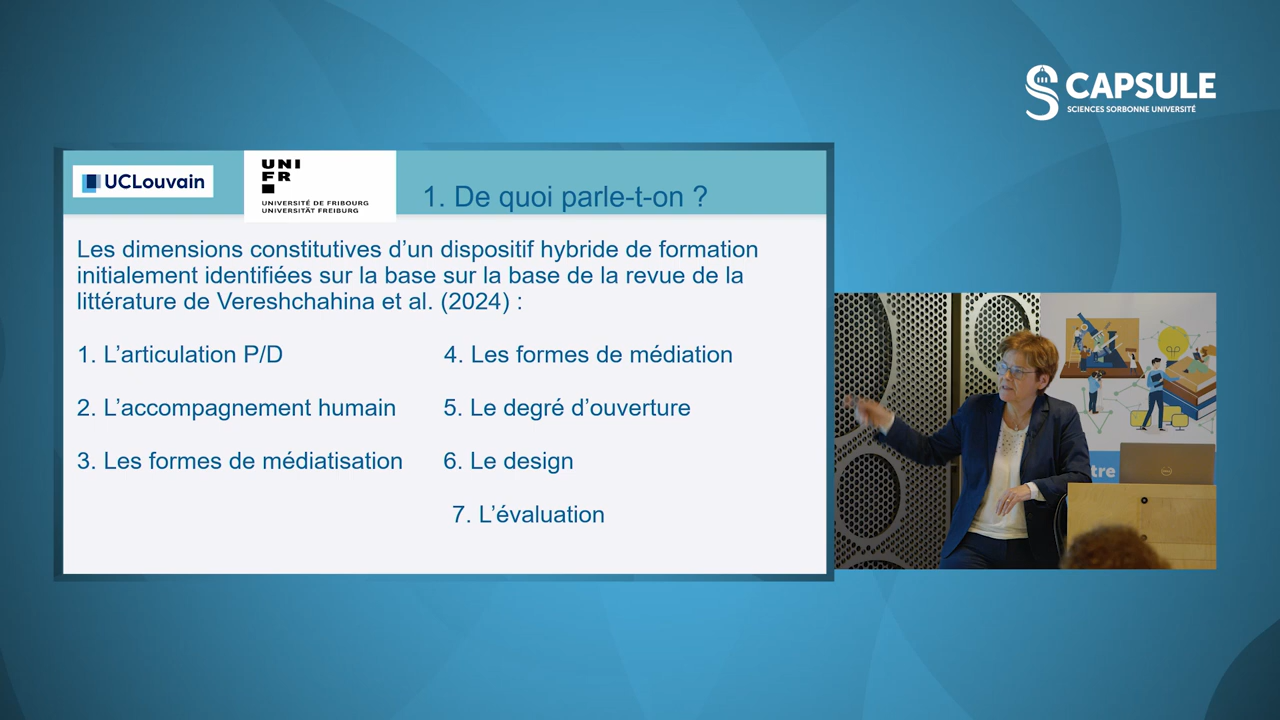 CAPSULE
SCIENCES SORBONNE UNIVERSITÉ
UCLouvain
UNI
FR
UNIVERSITÉ DE FRIBOURG
UNIVERSITÄT FREIBURG
1. De quoi parle-t-on ?
Les dimensions constitutives d’un dispositif hybride de formation
initialement identifiées sur la base sur la base de la revue de la
littérature de Vereshchahina et al. (2024) :
1. L’articulation P/D
2. L’accompagnement humain
3. Les formes de médiatisation
4. Les formes de médiation
5. Le degré d’ouverture
6. Le design
7. L’évaluation
tre
DELL